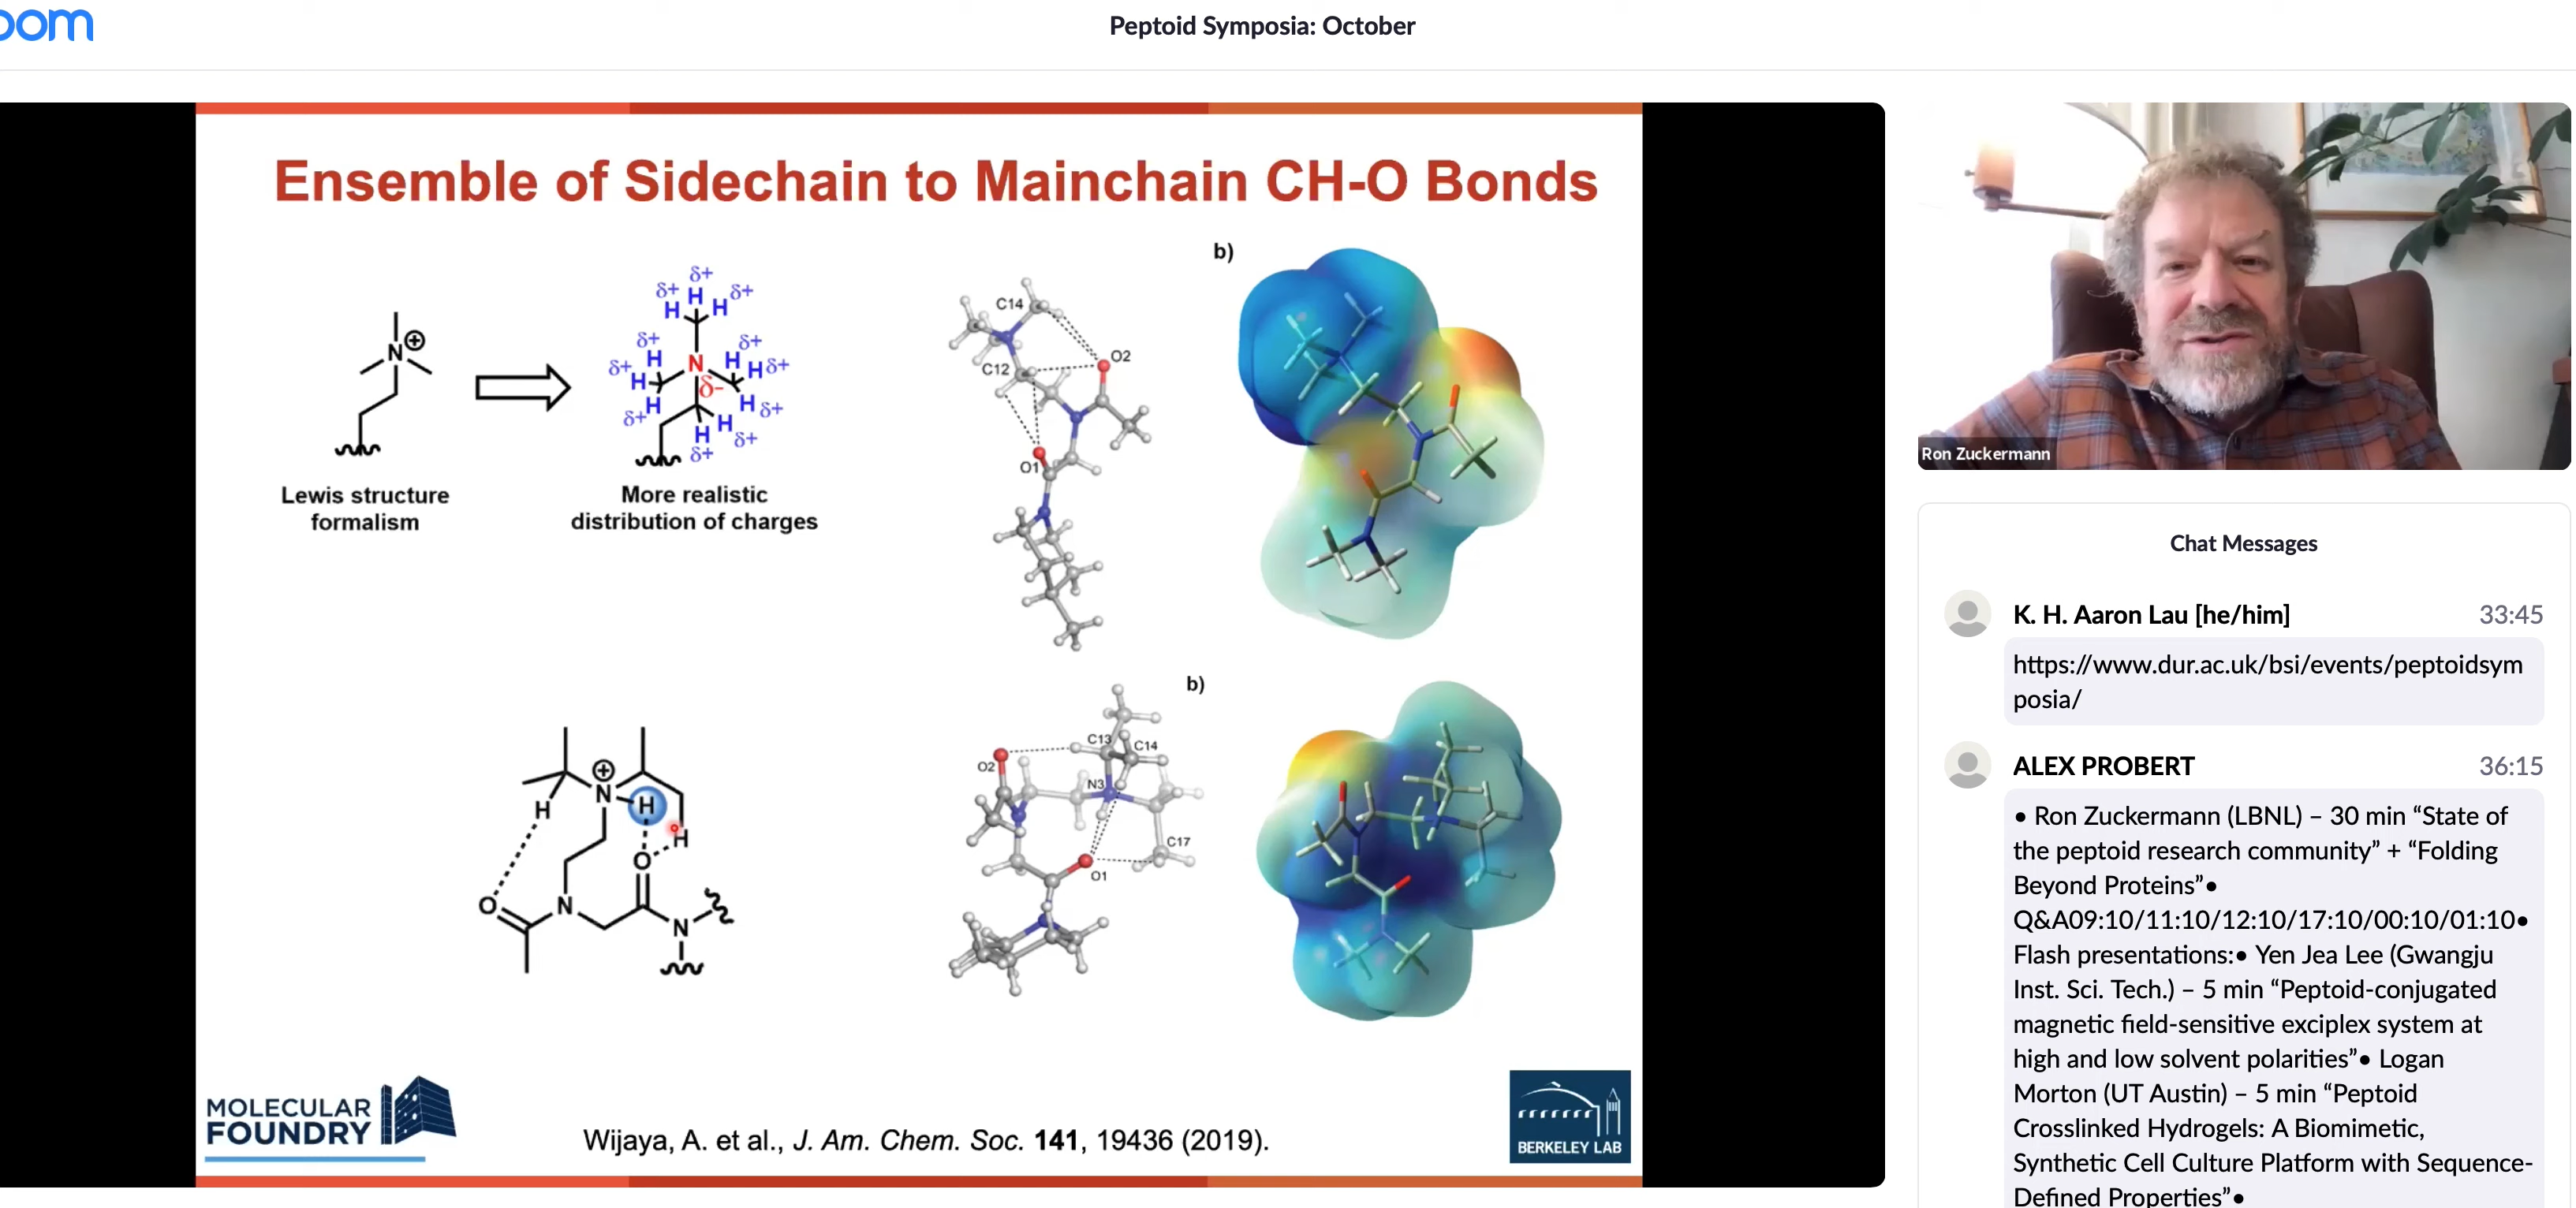 oom
Peptoid Symposia: October
Ensemble of Sidechain to Mainchain CH-O Bonds
N ⊕
Lewis structure
formalism
δ+
δ+ H δ+
H H
δ+ δ+
H N H H δ+
δ+ H δ-
H H δ+
δ+ H
H δ+
δ+
More realistic
distribution of charges
C14
C12
O2
O1
b)
⊕
N H
H
H
O
O
N
N
b)
C13
C14
O2
N3
C17
O1
MOLECULAR
FOUNDRY
Wijaya, A. et al., J. Am. Chem. Soc. 141, 19436 (2019).
BERKELEY LAB
Ron Zuckermann
Chat Messages
K. H. Aaron Lau [he/him] 33:45
https://www.dur.ac.uk/bsi/events/peptoidsym
posia/
ALEX PROBERT 36:15
• Ron Zuckermann (LBNL) – 30 min “State of
the peptoid research community” + “Folding
Beyond Proteins”•
Q&A09:10/11:10/12:10/17:10/00:10/01:10•
Flash presentations:• Yen Jea Lee (Gwangju
Inst. Sci. Tech.) – 5 min “Peptoid-conjugated
magnetic field-sensitive exciplex system at
high and low solvent polarities”• Logan
Morton (UT Austin) – 5 min “Peptoid
Crosslinked Hydrogels: A Biomimetic,
Synthetic Cell Culture Platform with Sequence-
Defined Properties”•